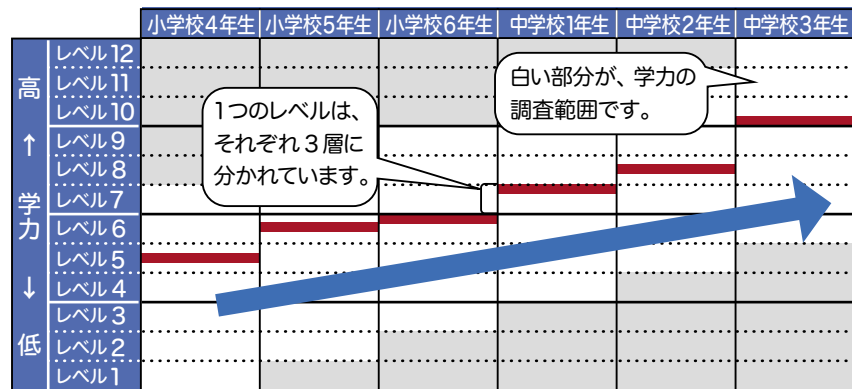 小学校4年生 小学校5年生 小学校6年生 中学校1年生 中学校2年生 中学校3年生
高
↑
学力
↓
低
レベル12
レベル11
レベル10
レベル9
レベル8
レベル7
レベル6
レベル5
レベル4
レベル3
レベル2
レベル1
1つのレベルは、
それぞれ3層に
分かれています。
白い部分が、学力の
調査範囲です。